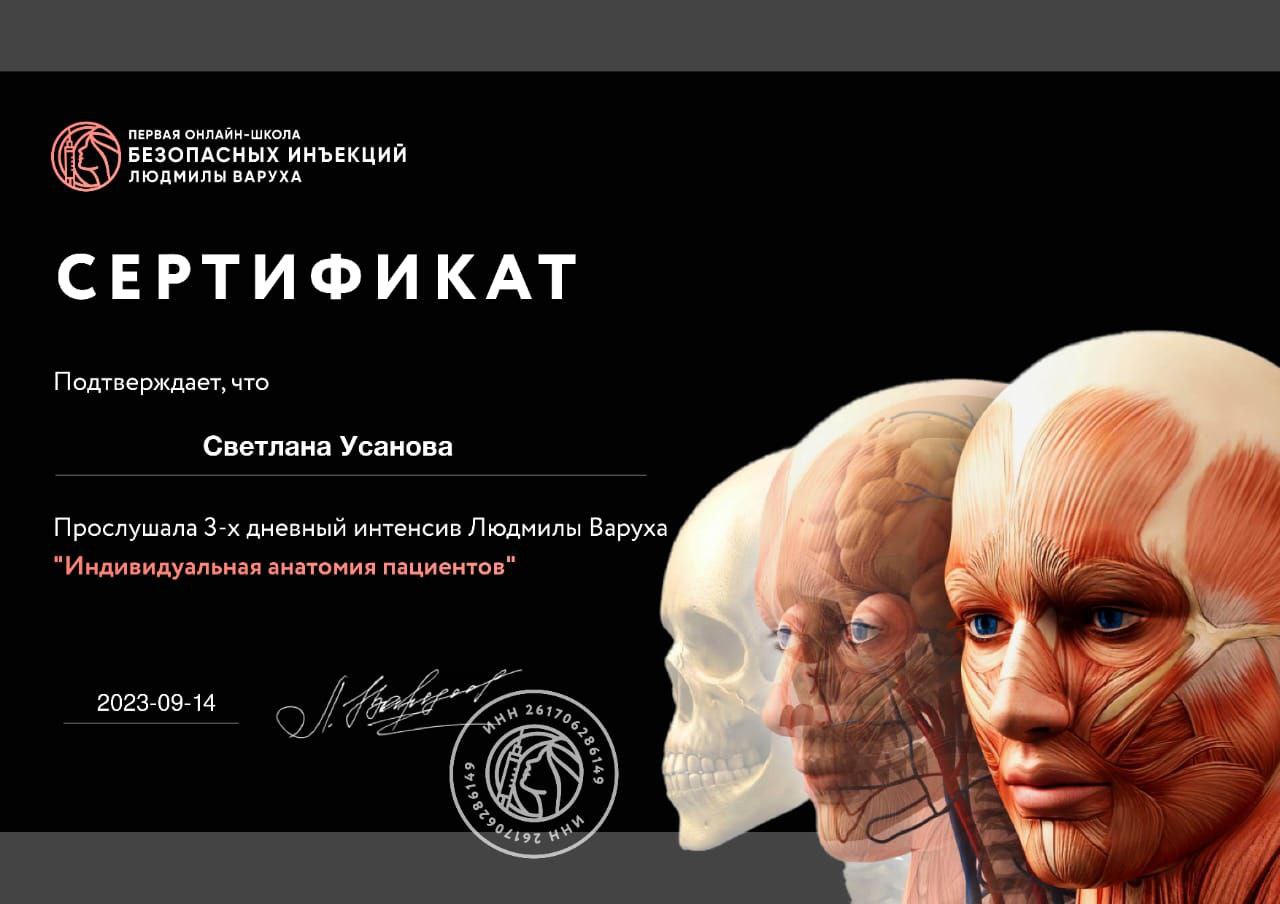 ПЕРВАЯ ОНЛАЙН-ШКОЛА
БЕЗОПАСНЫХ ИНЪЕКЦИЙ
ЛЮДМИЛЫ ВАРУХА
СЕРТИФИКАТ
Подтверждает, что
Светлана Усанова
Прослушала 3-х дневный интенсив Людмилы Варуха
"Индивидуальная анатомия пациентов"
2023-09-14
ИНН 261706286149
ИНН 261706286149